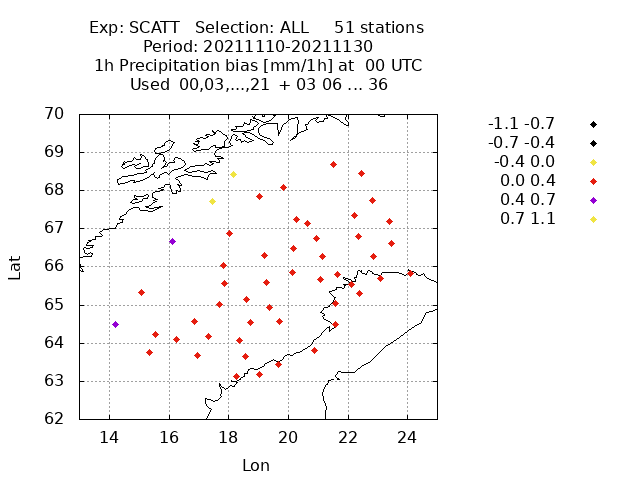 Exp: SCATT Selection: ALL 51 stations
Period: 20211110-20211130
1h Precipitation bias [mm/1h] at 00 UTC
Used 00,03,...,21 + 03 06 ... 36
-1.1 -0.7
-0.7 -0.4
-0.4 0.0
0.0 0.4
0.4 0.7
0.7 1.1
Lat
70
69
68
67
66
65
64
63
62
14 16 18 20 22 24
Lon